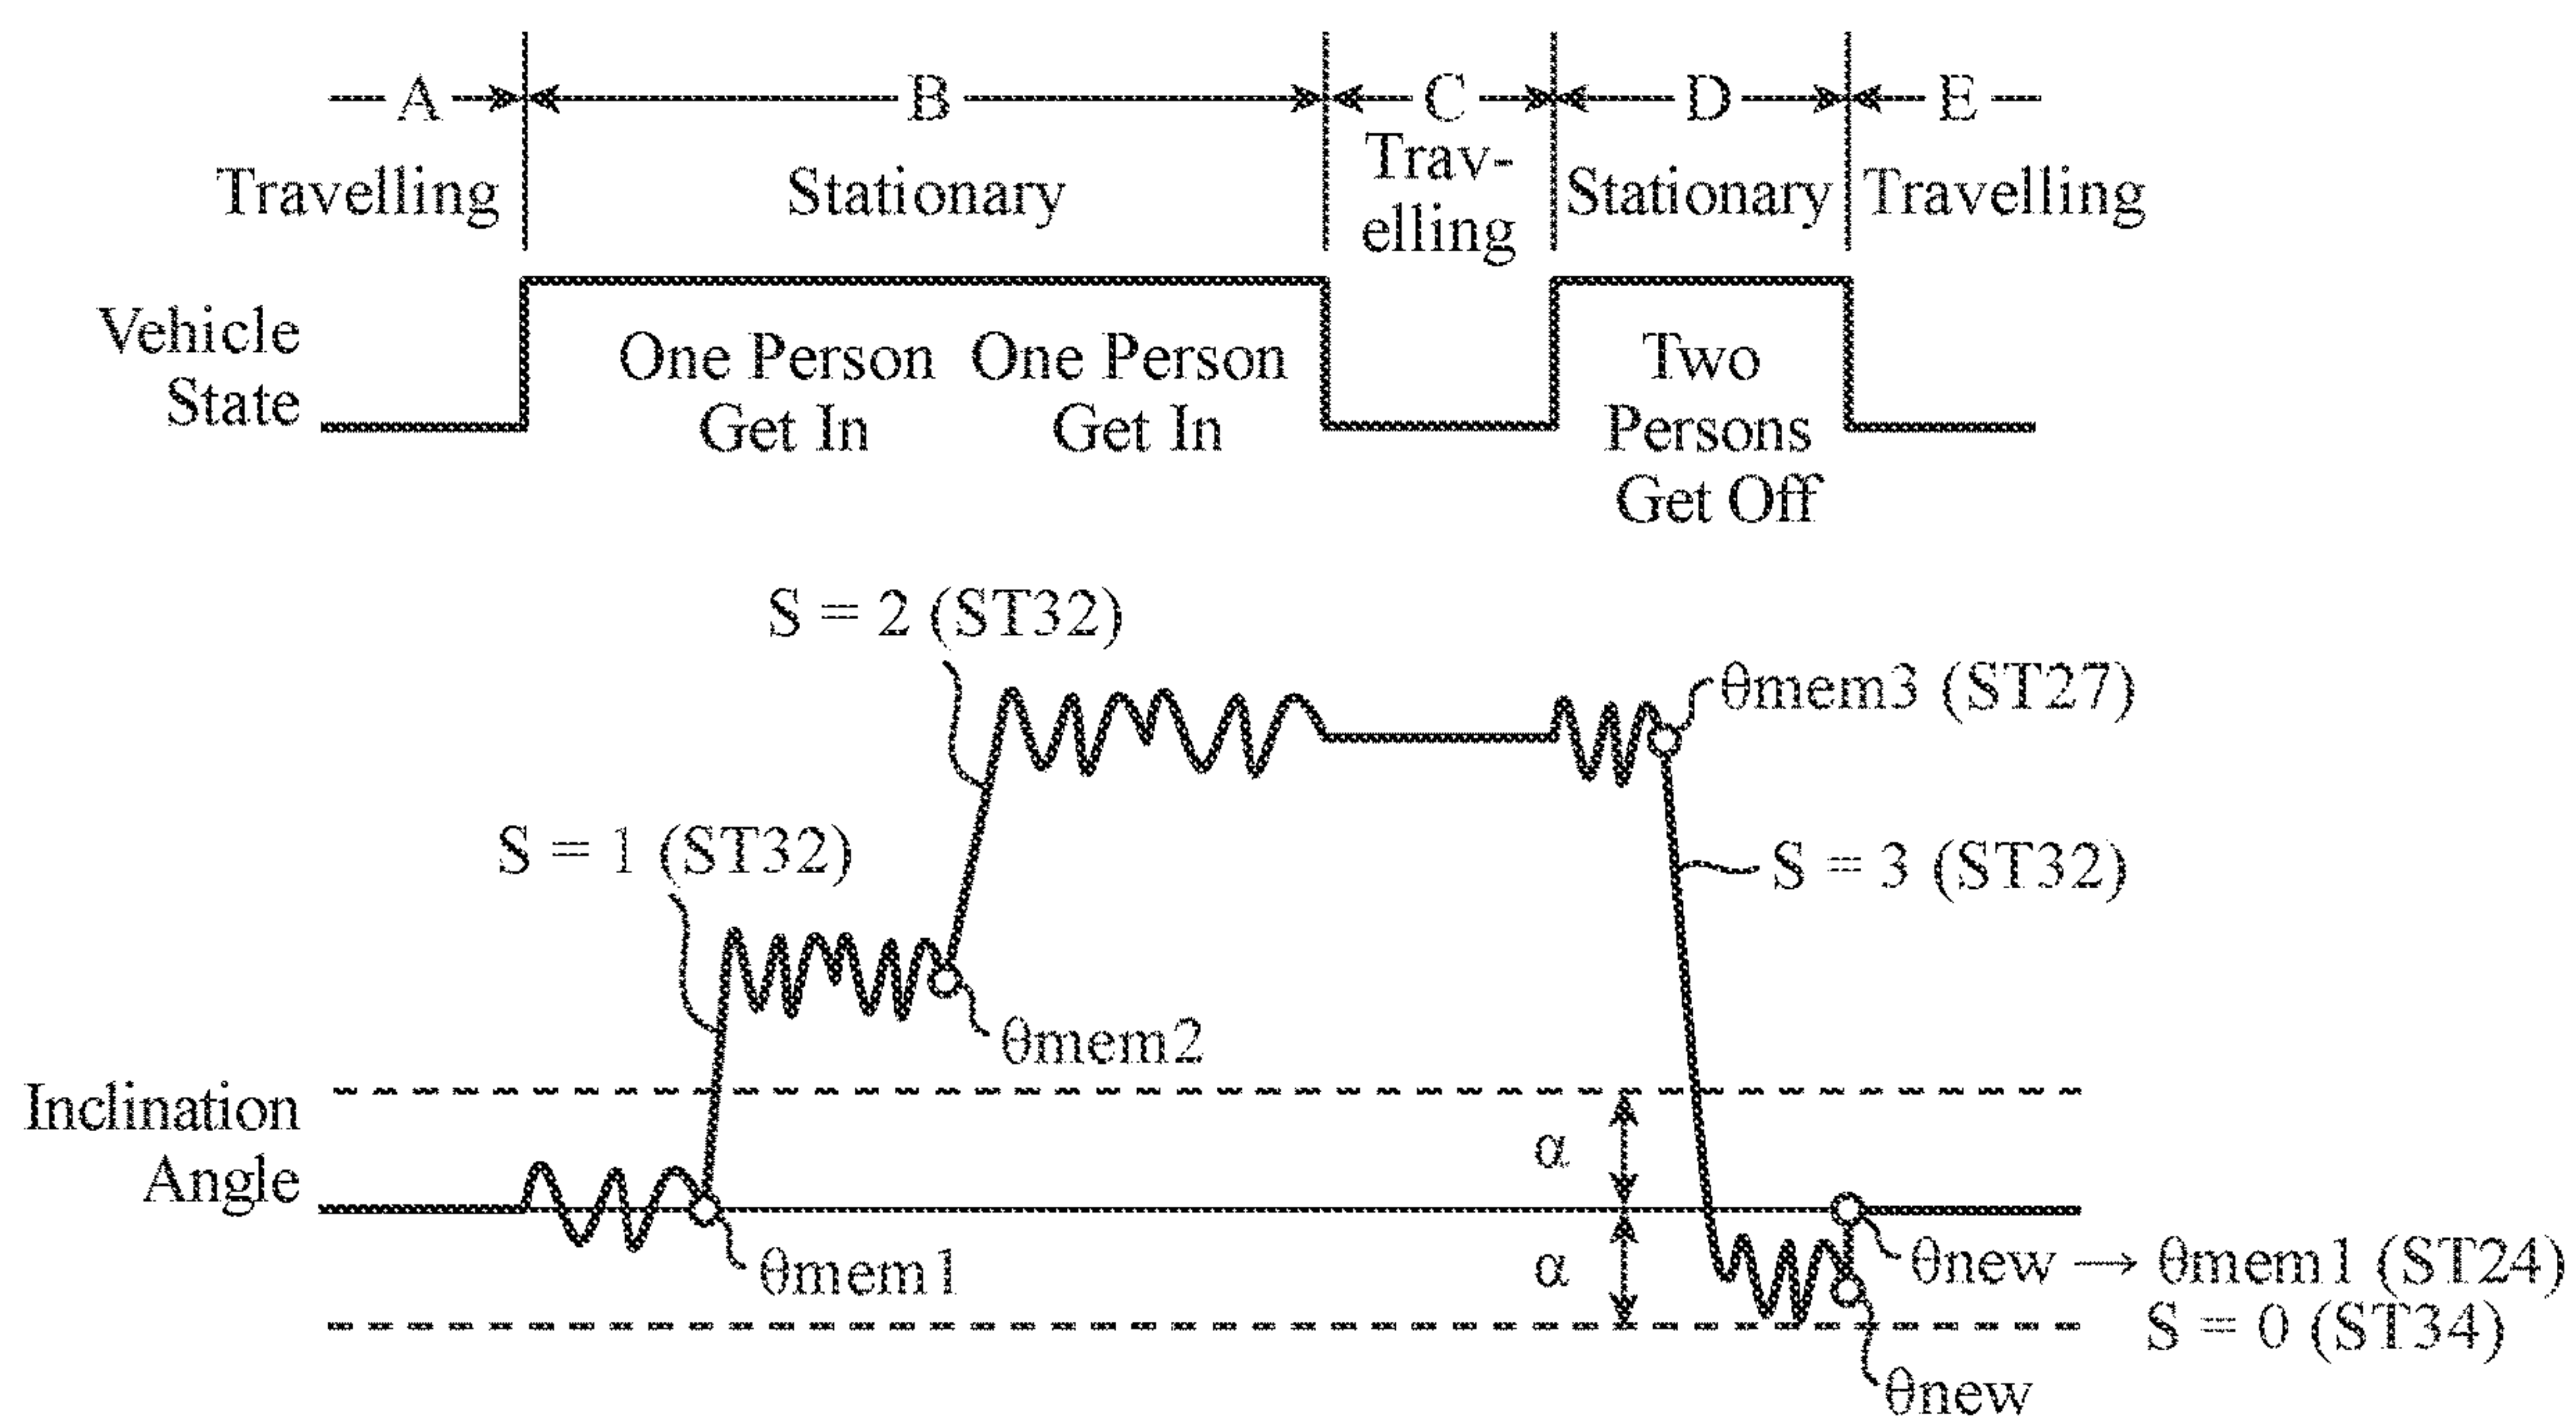 A B C D E
Travelling Stationary Trav-
elling Stationary Travelling
Vehicle
State
One Person
Get In
One Person
Get In
Two
Persons
Get Off
S = 2 (ST32)
θmem3 (ST27)
S = 1 (ST32)
S = 3 (ST32)
θmem2
Inclination
Angle
α
α
θmem1
θnew → θmem1 (ST24)
S = 0 (ST34)
θnew